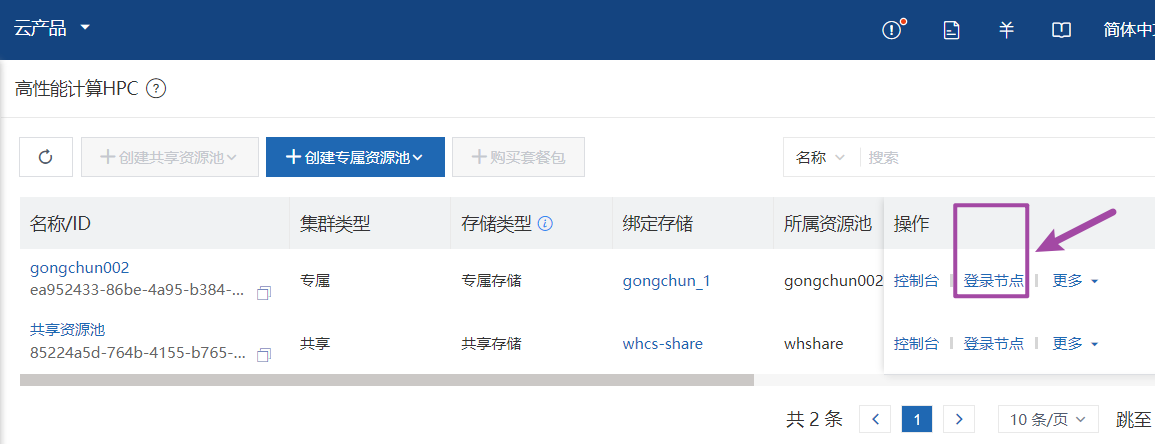 云产品
简体中文
高性能计算HPC ?
创建共享资源池 创建专属资源池 购买套餐包 名称 搜索
名称/ID 集群类型 存储类型 绑定存储 所属资源池 操作
gongchun002
ea952433-86be-4a95-b384-... 专属 专属存储 gongchun_1 gongchun002 控制台 登录节点 更多
共享资源池
85224a5d-764b-4155-b765-... 共享 共享存储 whcs-share whshare 控制台 登录节点 更多
共 2 条 1 10 条/页 跳至